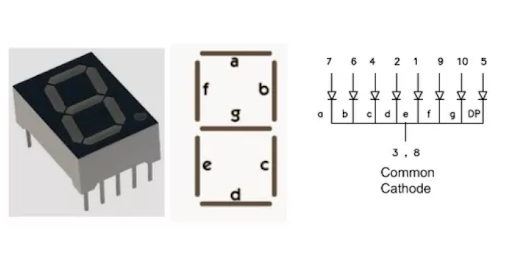 a
f b
g
e c
d
7 6 4 2 1 9 10 5
a b c d e f g DP
3 , 8
Common
Cathode